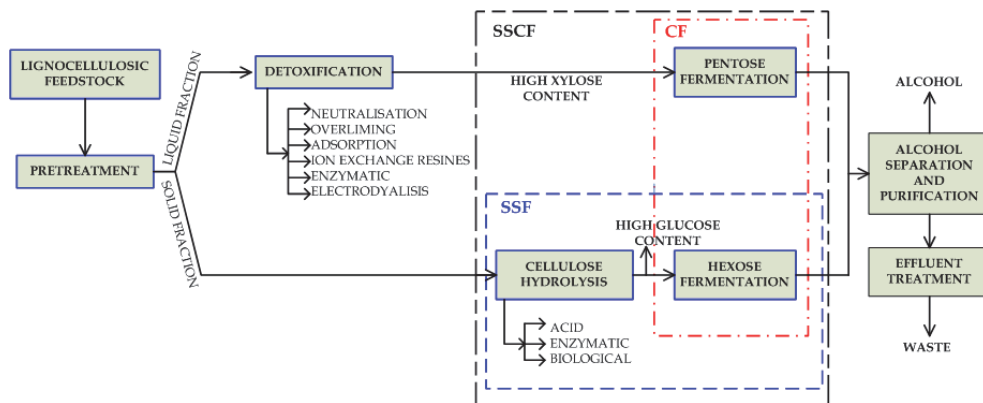 SSCF
CF
LIGNOCELLULOSIC
FEEDSTOCK
LIQUID FRACTION
DETOXIFICATION
HIGH XYLOSE
CONTENT
PENTOSE
FERMENTATION
ALCOHOL
NEUTRALISATION
OVERLIMING
ADSORPTION
ION EXCHANGE RESINES
ENZYMATIC
ELECTRODYALISIS
PRETREATMENT
SOLID FRACTION
ALCOHOL
SEPARATION
AND
PURIFICATION
SSF
HIGH GLUCOSE
CONTENT
CELLULOSE
HYDROLYSIS
HEXOSE
FERMENTATION
EFFLUENT
TREATMENT
ACID
ENZYMATIC
BIOLOGICAL
WASTE